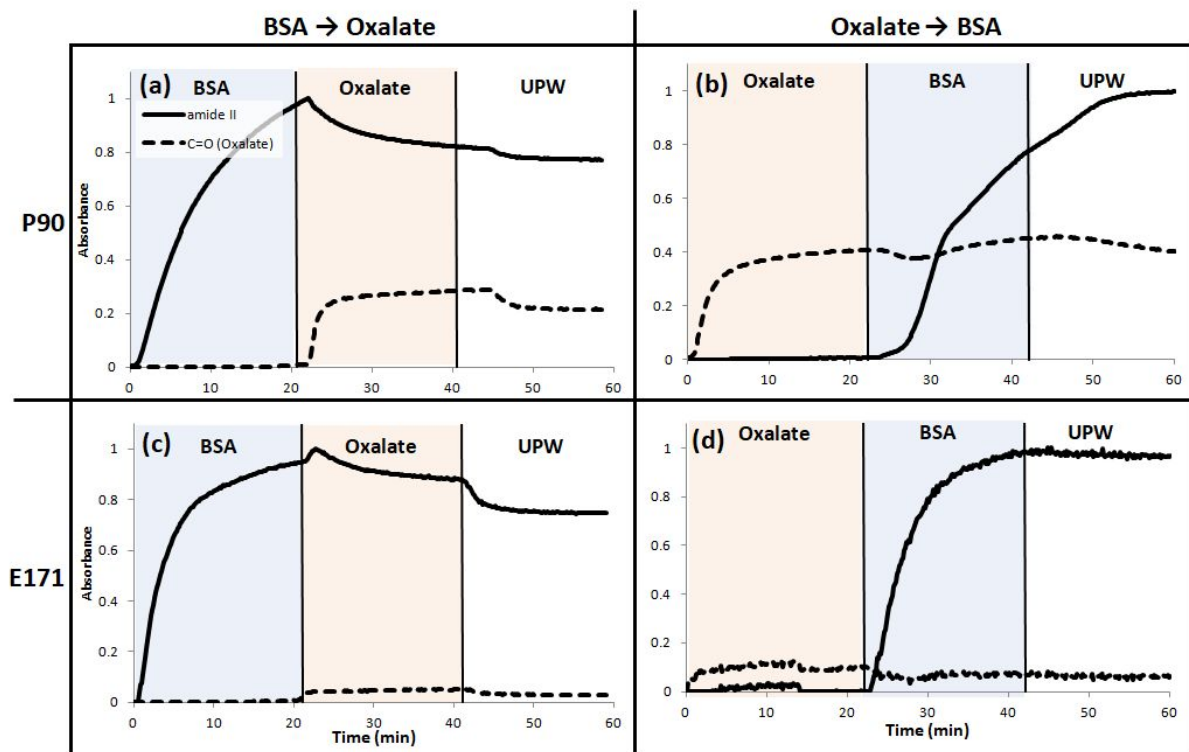 BSA → Oxalate
Oxalate → BSA
P90
E171
(a)
BSA
Oxalate
UPW
amide II
C=O (Oxalate)
Absorbance
1
0.8
0.6
0.4
0.2
0
0
10
20
30
40
50
60
(b)
Oxalate
BSA
UPW
1
0.8
0.6
0.4
0.2
0
0
10
20
30
40
50
60
(c)
BSA
Oxalate
UPW
Absorbance
1
0.8
0.6
0.4
0.2
0
0
10
20
30
40
50
60
Time (min)
(d)
Oxalate
BSA
UPW
1
0.8
0.6
0.4
0.2
0
0
10
20
30
40
50
60
Time (min)